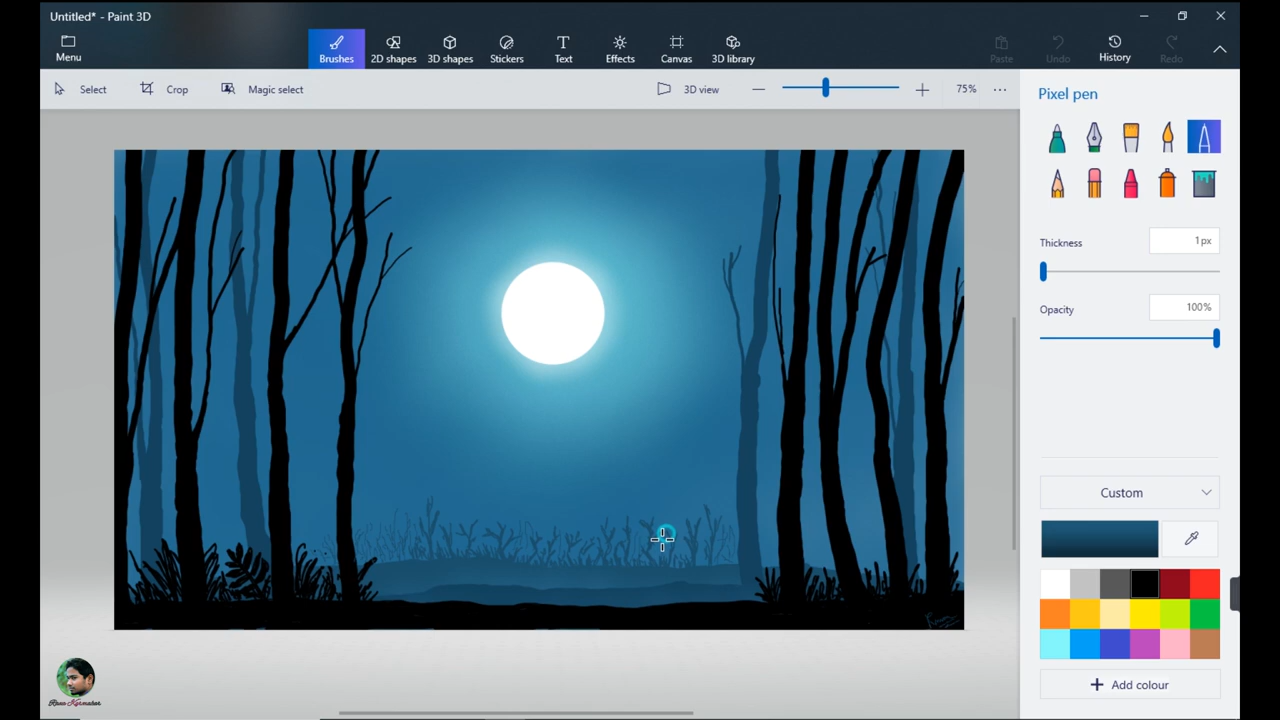 Untitled* - Paint 3D
Menu
Brushes
2D shapes
3D shapes
Stickers
Text
Effects
Canvas
3D library
Paste
Undo
History
Redo
Select
Crop
Magic select
3D view
75%
Pixel pen
Thickness
1px
Opacity
100%
Custom
Add colour